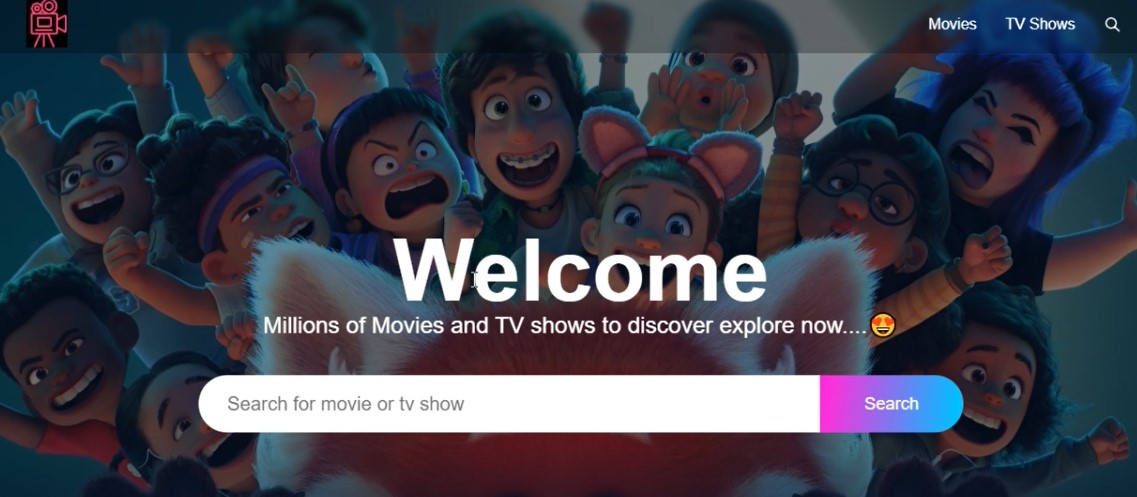 Movies TV Shows
Welcome
Millions of Movies and TV shows to discover explore now....😍
Search for movie or tv show
Search